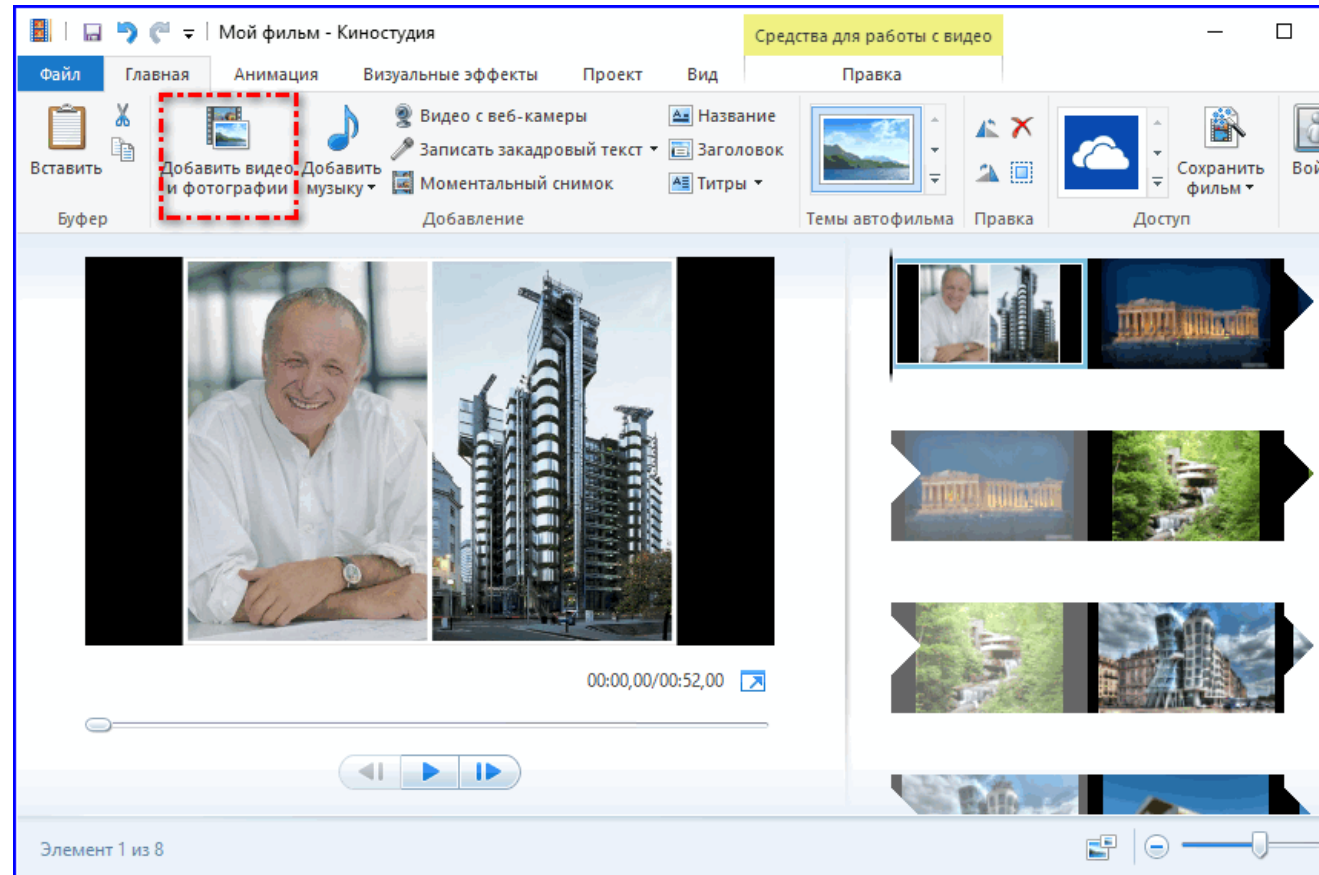 Мой фильм - Киностудия
Средства для работы с видео
Файл
Главная
Анимация
Визуальные эффекты
Проект
Вид
Правка
Вставить
Буфер
Добавить видео
и фотографии
Добавить
музыку
Видео с веб-камеры
Записать закадровый текст
Моментальный снимок
Название
Заголовок
Титры
Добавление
Темы автофильма
Правка
Сохранить
фильм
Доступ
Вой
00:00,00/00:52,00
Элемент 1 из 8